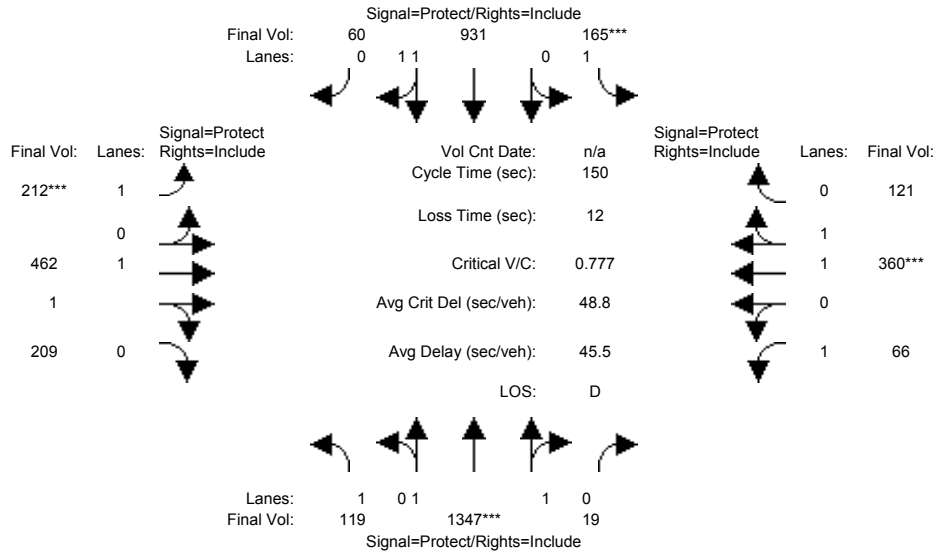 Signal=Protect/Rights=Include
Final Vol: 60 931 165***
Lanes: 0 1 1 0 1
Signal=Protect Signal=Protect
Final Vol: Lanes: Rights=Include Vol Cnt Date: n/a Rights=Include Lanes: Final Vol:
Cycle Time (sec): 150
212*** 1 0 121
Loss Time (sec): 12
0 1
462 1 Critical V/C: 0.777 1 360***
1 Avg Crit Del (sec/veh): 48.8 0
209 0 Avg Delay (sec/veh): 45.5 1 66
LOS: D
Lanes: 1 0 1 1 0
Final Vol: 119 1347*** 19
Signal=Protect/Rights=Include